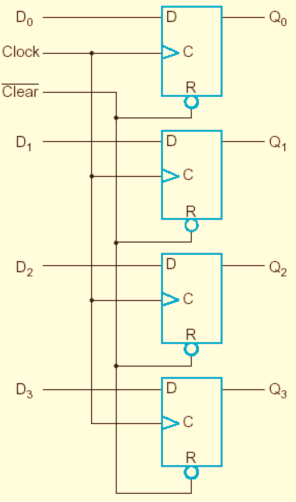 D0 D Q0
Clock C
Clear R
D1 D Q1
C
R
D2 D Q2
C
R
D3 D Q3
C
R